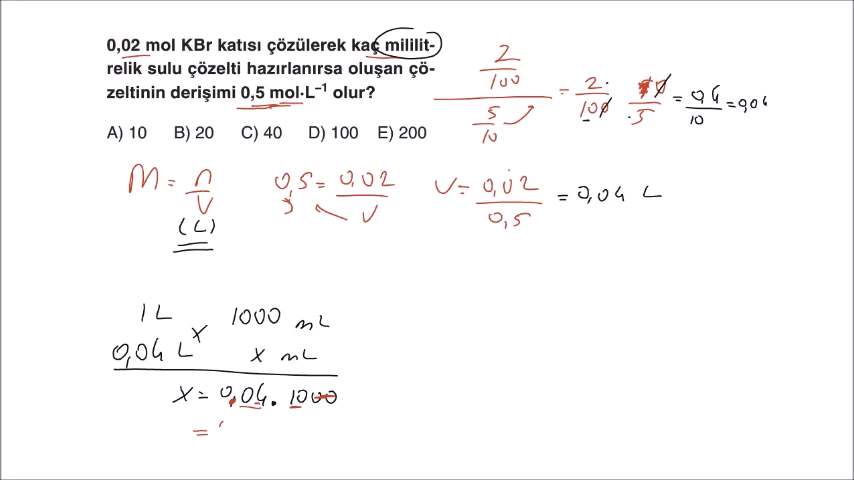 0,02 mol KBr katısı çözülerek kaç mililit-
relik sulu çözelti hazırlanırsa oluşan çö-
zeltinin derişimi 0,5 mol·L⁻¹ olur?
A) 10 B) 20 C) 40 D) 100 E) 200
2/100 / 5/10 = 2/100 · 10/5 = 0,4/10 = 0,04
M = n/V (L)
0,5 = 0,02/V
V = 0,02/0,5 = 0,04 L
1 L × 1000 mL
0,04 L x mL
x = 0,04 . 1000
=